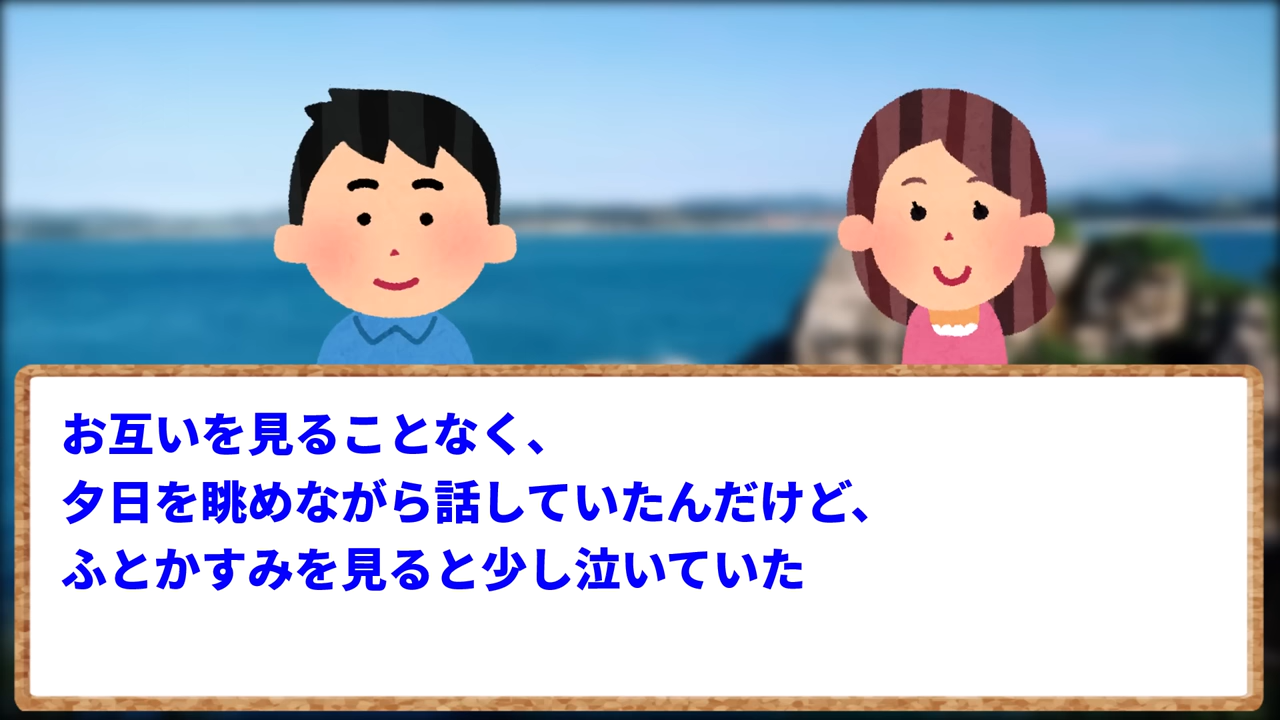 お互いを見ることなく、
夕日を眺めながら話していたんだけど、
ふとかすみを見ると少し泣いていた